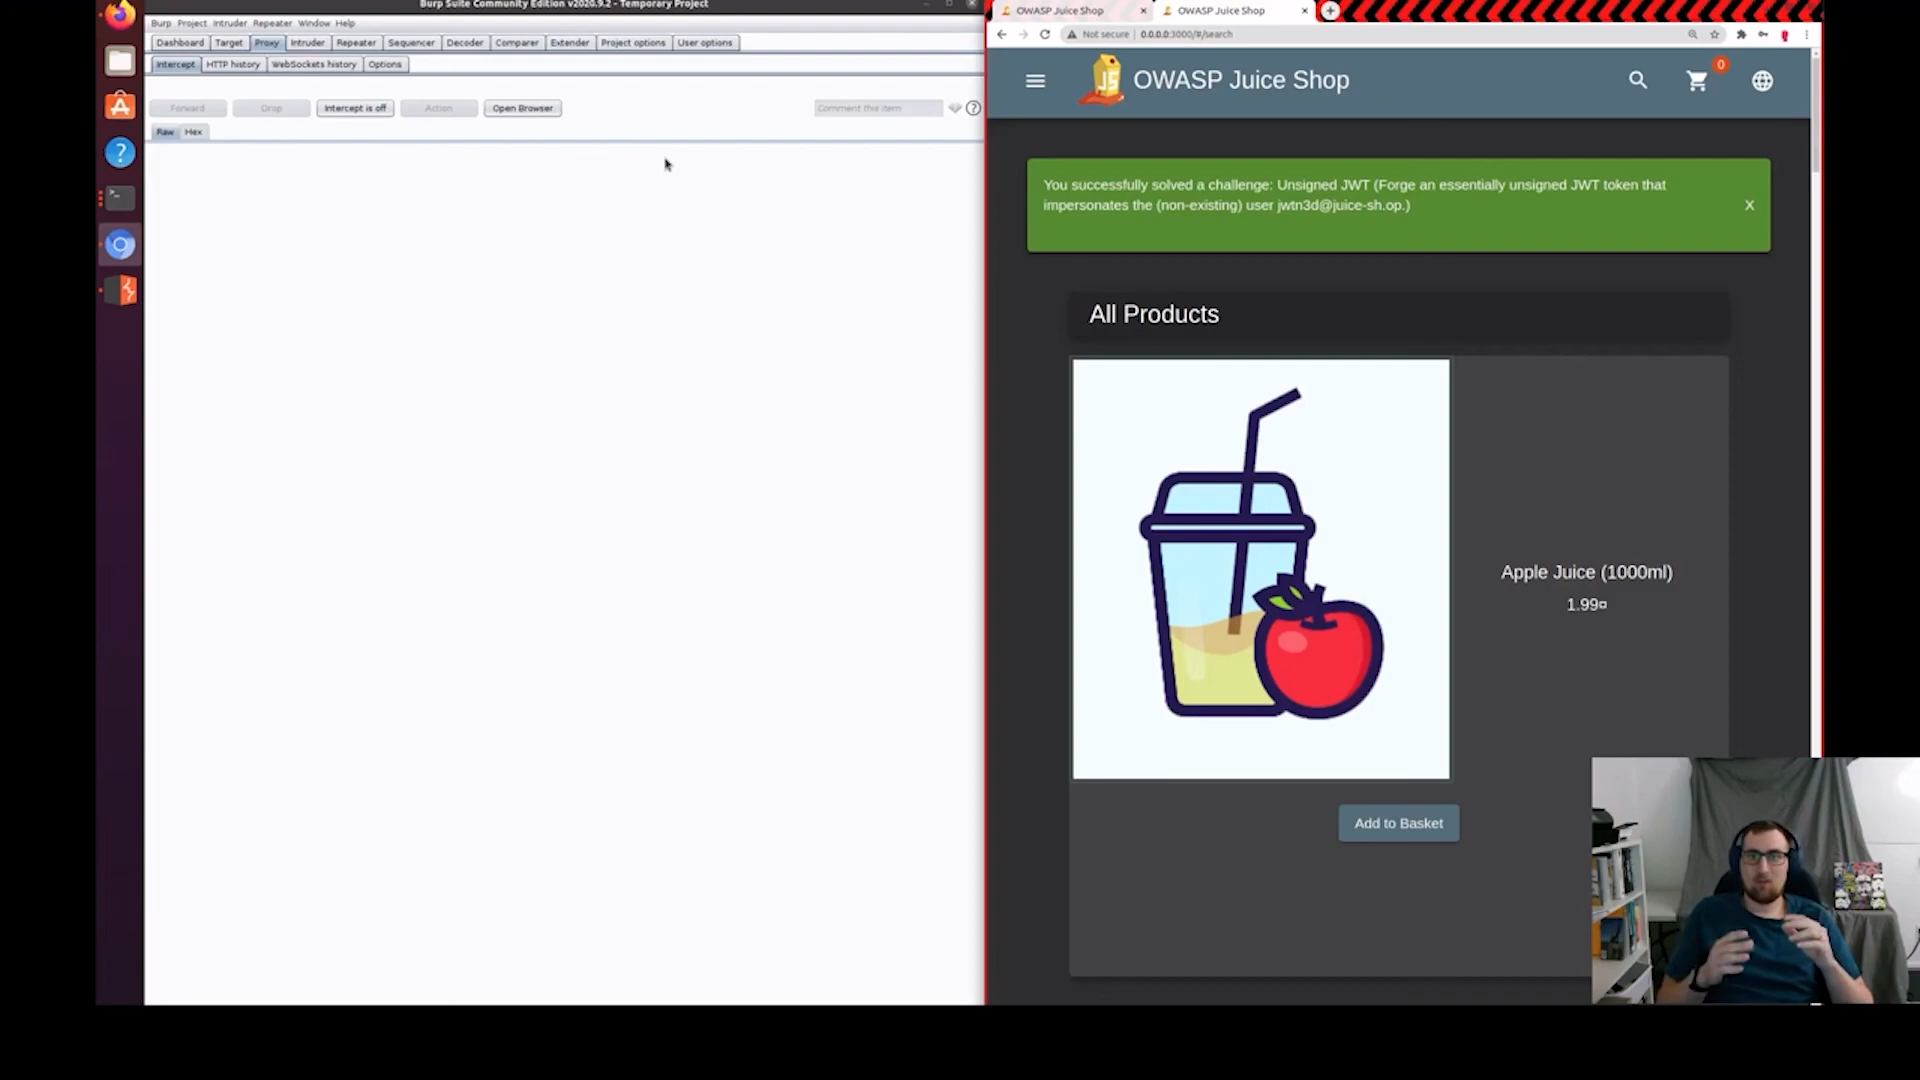 Burp Suite Community Edition v2020.9.2 - Temporary Project
Burp Project Intruder Repeater Window Help
Dashboard Target Proxy Intruder Repeater Sequencer Decoder Comparer Extender Project options User options
Intercept HTTP history WebSockets history Options
Forward Drop Intercept is off Action Open Browser Comment this item
Raw Hex
OWASP Juice Shop OWASP Juice Shop
Not secure 0.0.0.0:3000/#/search
JS OWASP Juice Shop 0
You successfully solved a challenge: Unsigned JWT (Forge an essentially unsigned JWT token that
impersonates the (non-existing) user jwtn3d@juice-sh.op.) X
All Products
Apple Juice (1000ml)
1.99¤
Add to Basket